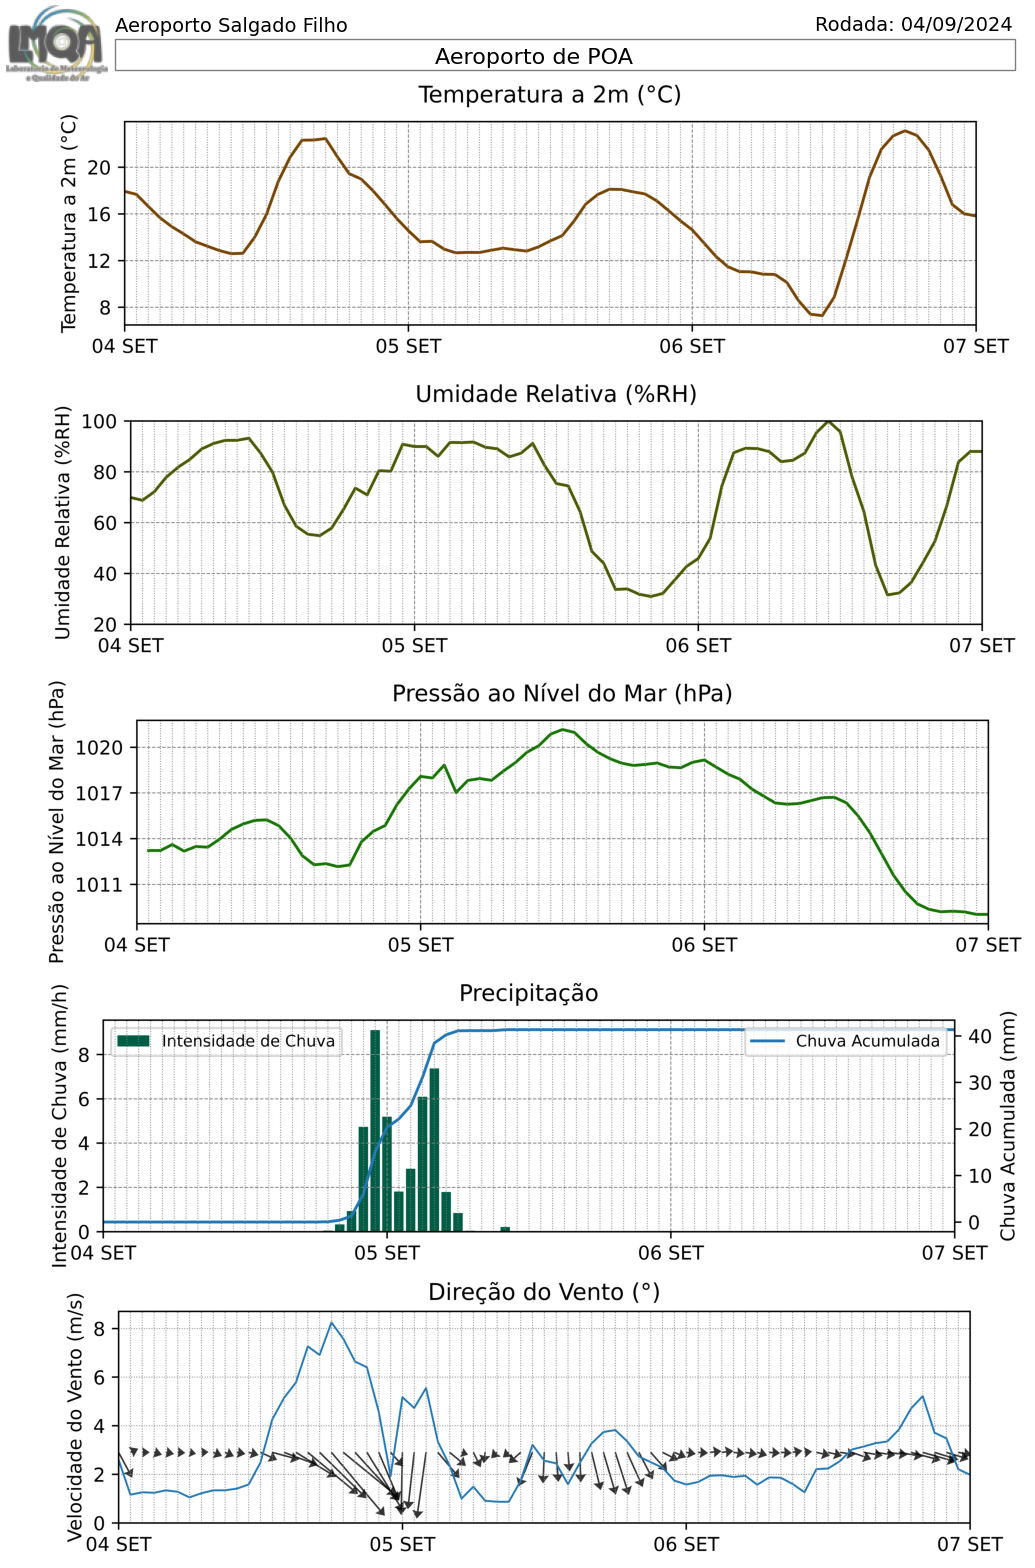 LMQA
Laboratório de Meteorologia
e Qualidade do Ar
Aeroporto Salgado Filho
Rodada: 04/09/2024
Aeroporto de POA
Temperatura a 2m (°C)
Temperatura a 2m (°C)
20
16
12
8
04 SET
05 SET
06 SET
07 SET
Umidade Relativa (%RH)
Umidade Relativa (%RH)
100
80
60
40
20
04 SET
05 SET
06 SET
07 SET
Pressão ao Nível do Mar (hPa)
Pressão ao Nível do Mar (hPa)
1020
1017
1014
1011
04 SET
05 SET
06 SET
07 SET
Precipitação
Intensidade de Chuva (mm/h)
8
6
4
2
0
Intensidade de Chuva
Chuva Acumulada
40
30
20
10
0
Chuva Acumulada (mm)
04 SET
05 SET
06 SET
07 SET
Direção do Vento (°)
Velocidade do Vento (m/s)
8
6
4
2
0
04 SET
05 SET
06 SET
07 SET